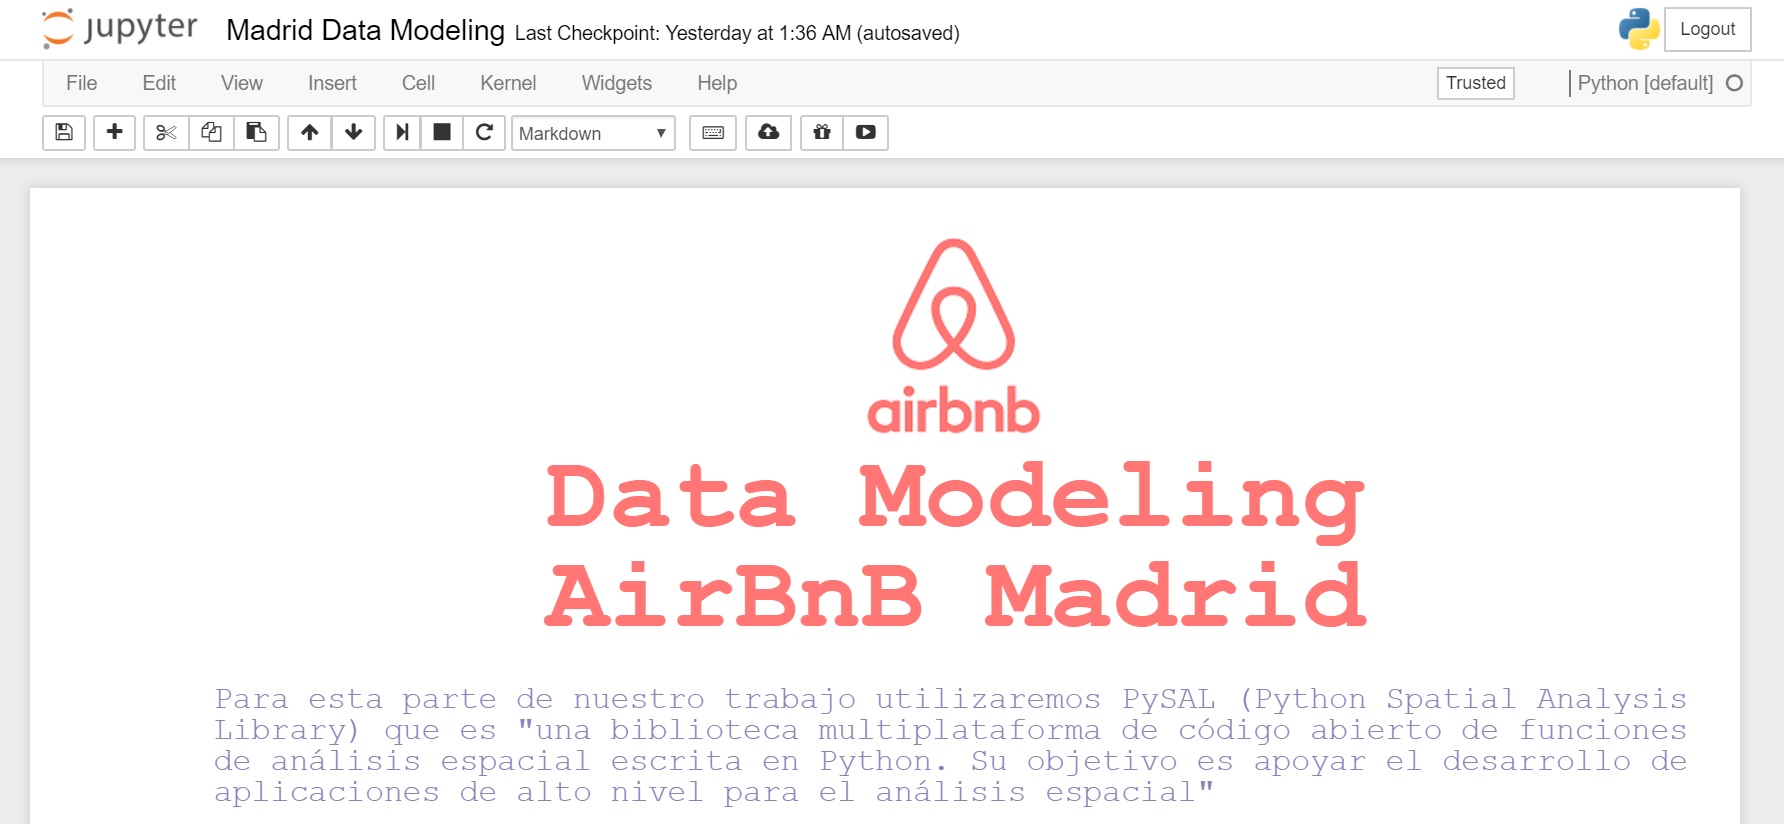 jupyter Madrid Data Modeling Last Checkpoint: Yesterday at 1:36 AM (autosaved) Logout
File Edit View Insert Cell Kernel Widgets Help Trusted Python [default]
Markdown
airbnb
Data Modeling
AirBnB Madrid
Para esta parte de nuestro trabajo utilizaremos PySAL (Python Spatial Analysis
Library) que es "una biblioteca multiplataforma de código abierto de funciones
de análisis espacial escrita en Python. Su objetivo es apoyar el desarrollo de
aplicaciones de alto nivel para el análisis espacial"